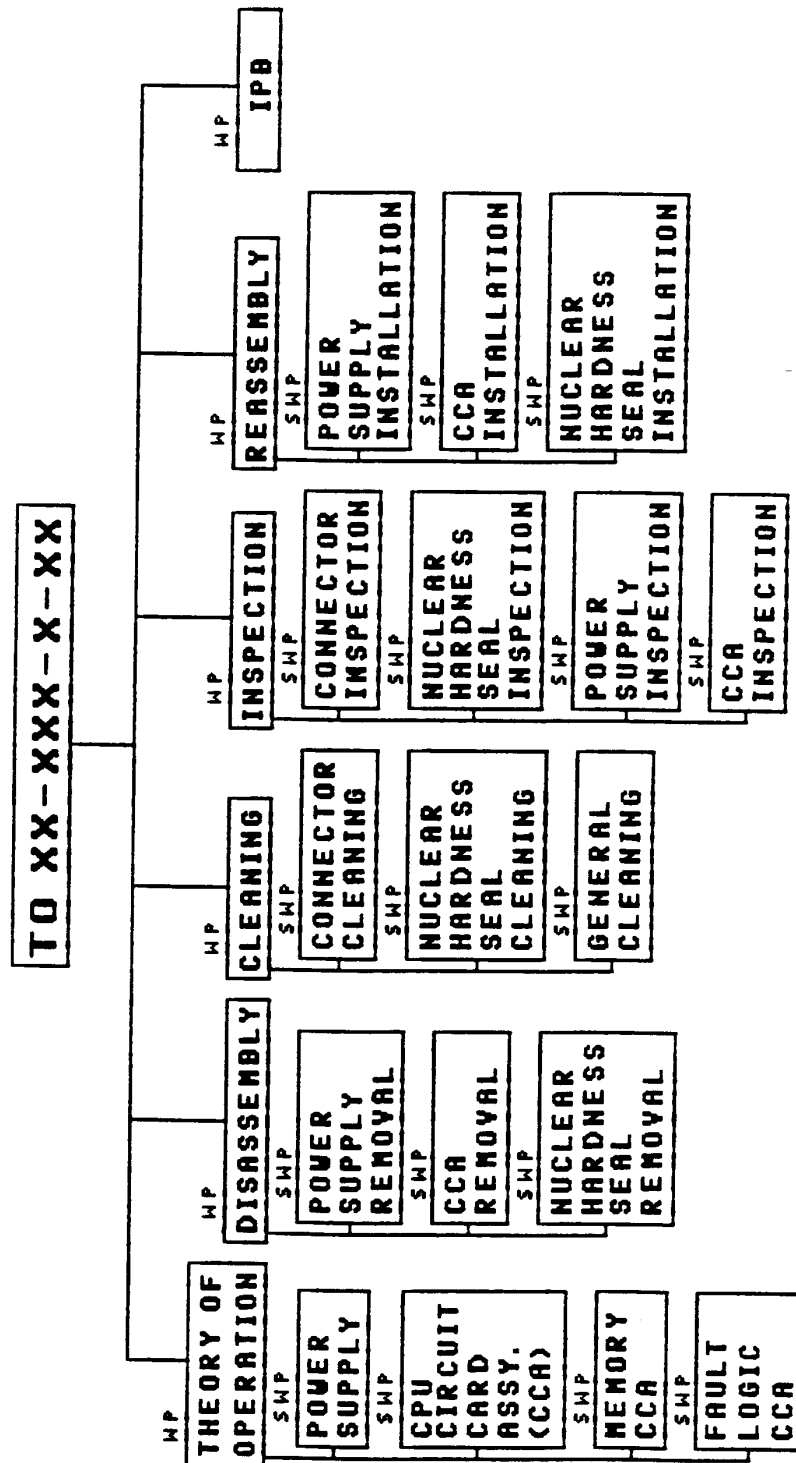 TO XX-XXX-X-XX
WP
THEORY OF
OPERATION
SWP
POWER
SUPPLY
SWP
CPU
CIRCUIT
CARD
ASSY.
(CCA)
SWP
MEMORY
CCA
SWP
FAULT
LOGIC
CCA
WP
DISASSEMBLY
SWP
POWER
SUPPLY
REMOVAL
SWP
CCA
REMOVAL
SWP
NUCLEAR
HARDNESS
SEAL
REMOVAL
WP
CLEANING
SWP
CONNECTOR
CLEANING
SWP
NUCLEAR
HARDNESS
SEAL
CLEANING
SWP
GENERAL
CLEANING
WP
INSPECTION
SWP
CONNECTOR
INSPECTION
SWP
NUCLEAR
HARDNESS
SEAL
INSPECTION
SWP
POWER
SUPPLY
INSPECTION
SWP
CCA
INSPECTION
WP
REASSEMBLY
SWP
POWER
SUPPLY
INSTALLATION
SWP
CCA
INSTALLATION
SWP
NUCLEAR
HARDNESS
SEAL
INSTALLATION
WP
IPB